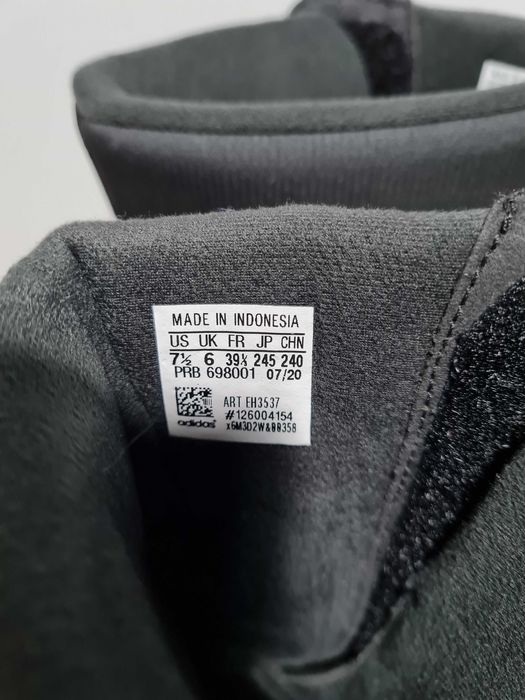 MADE IN INDONESIA
US UK FR JP CHN
7½ 6 39⅓ 245 240
PRB 698001 07/20
ART EH3537
#126004154
adidas